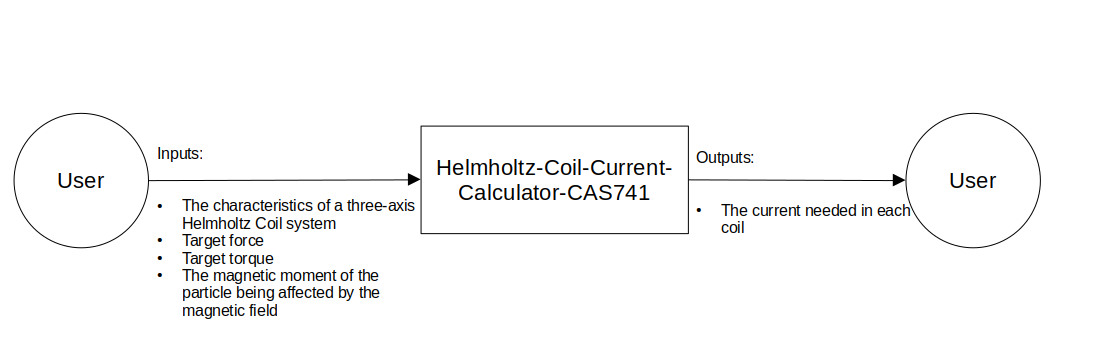 User
Inputs:
• The characteristics of a three-axis
Helmholtz Coil system
• Target force
• Target torque
• The magnetic moment of the
particle being affected by the
magnetic field
Helmholtz-Coil-Current-
Calculator-CAS741
Outputs:
• The current needed in each
coil
User